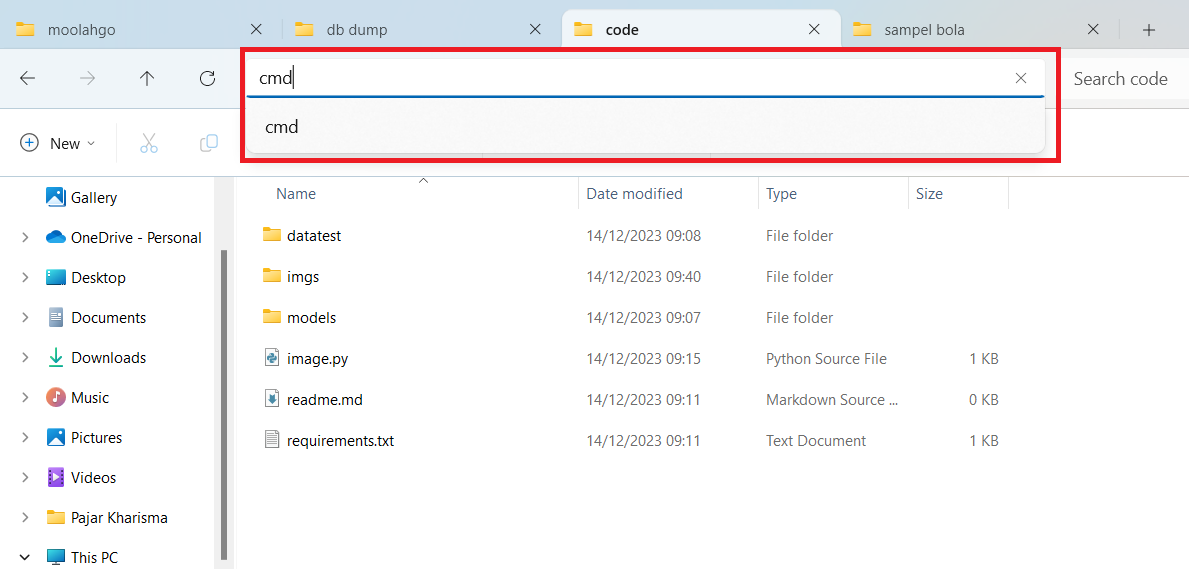 moolahgo db dump code sampel bola
cmd Search code
cmd
New
Name Date modified Type Size
Gallery
OneDrive - Personal
Desktop
Documents
Downloads
Music
Pictures
Videos
Pajar Kharisma
This PC
datatest 14/12/2023 09:08 File folder
imgs 14/12/2023 09:40 File folder
models 14/12/2023 09:07 File folder
image.py 14/12/2023 09:15 Python Source File 1 KB
readme.md 14/12/2023 09:11 Markdown Source ... 0 KB
requirements.txt 14/12/2023 09:11 Text Document 1 KB